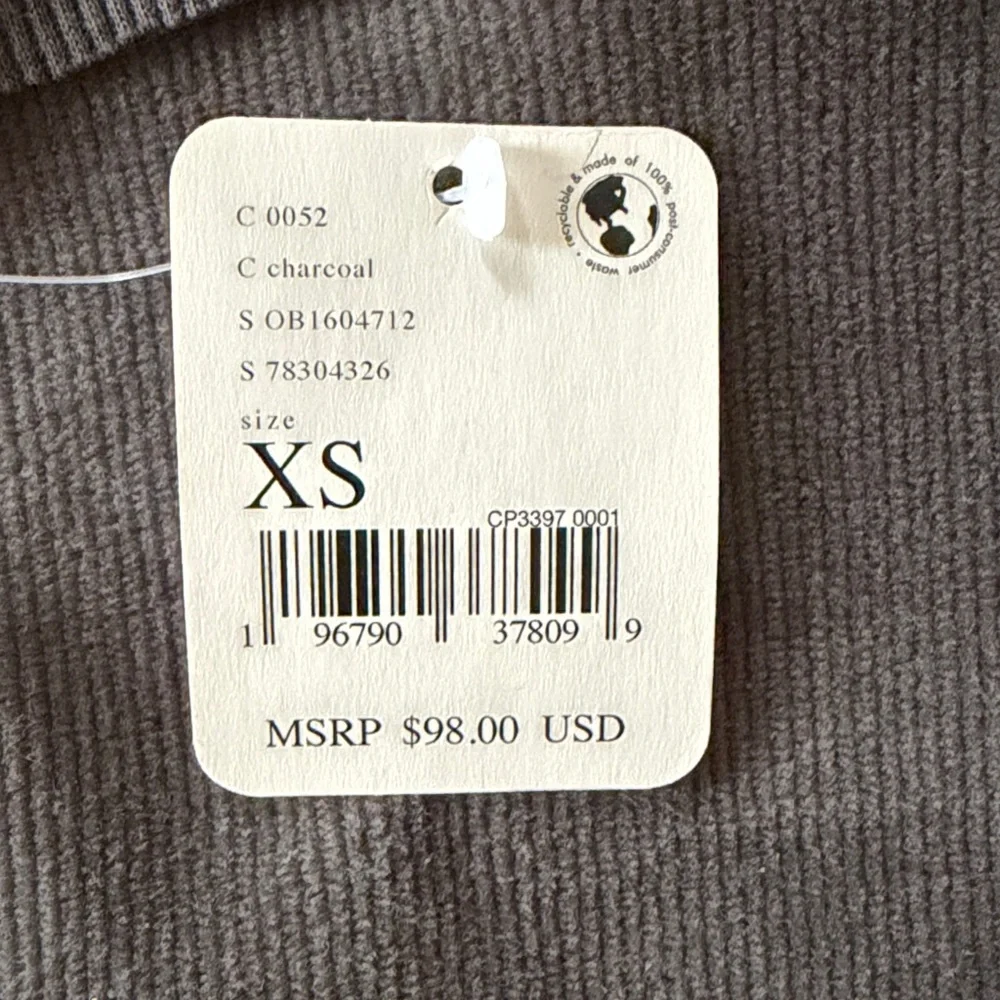 recyclable & made of 100% post-consumer waste •
C 0052
C charcoal
S OB1604712
S 78304326
size
XS
CP3397 0001
1 96790 37809 9
MSRP $98.00 USD